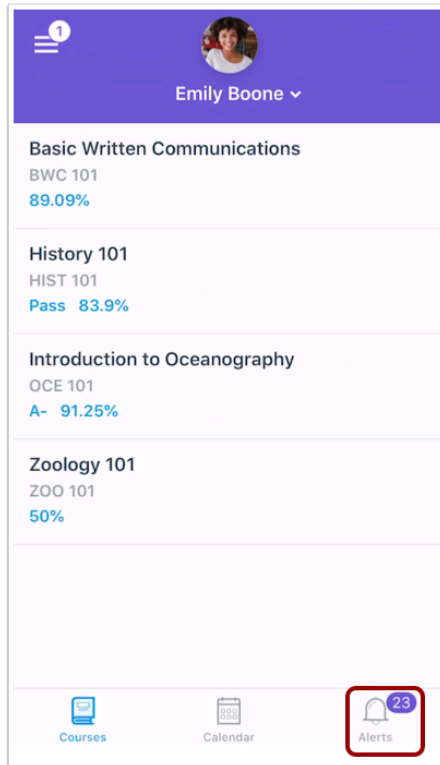 1
Emily Boone
Basic Written Communications
BWC 101
89.09%
History 101
HIST 101
Pass 83.9%
Introduction to Oceanography
OCE 101
A- 91.25%
Zoology 101
ZOO 101
50%
23
Courses Calendar Alerts